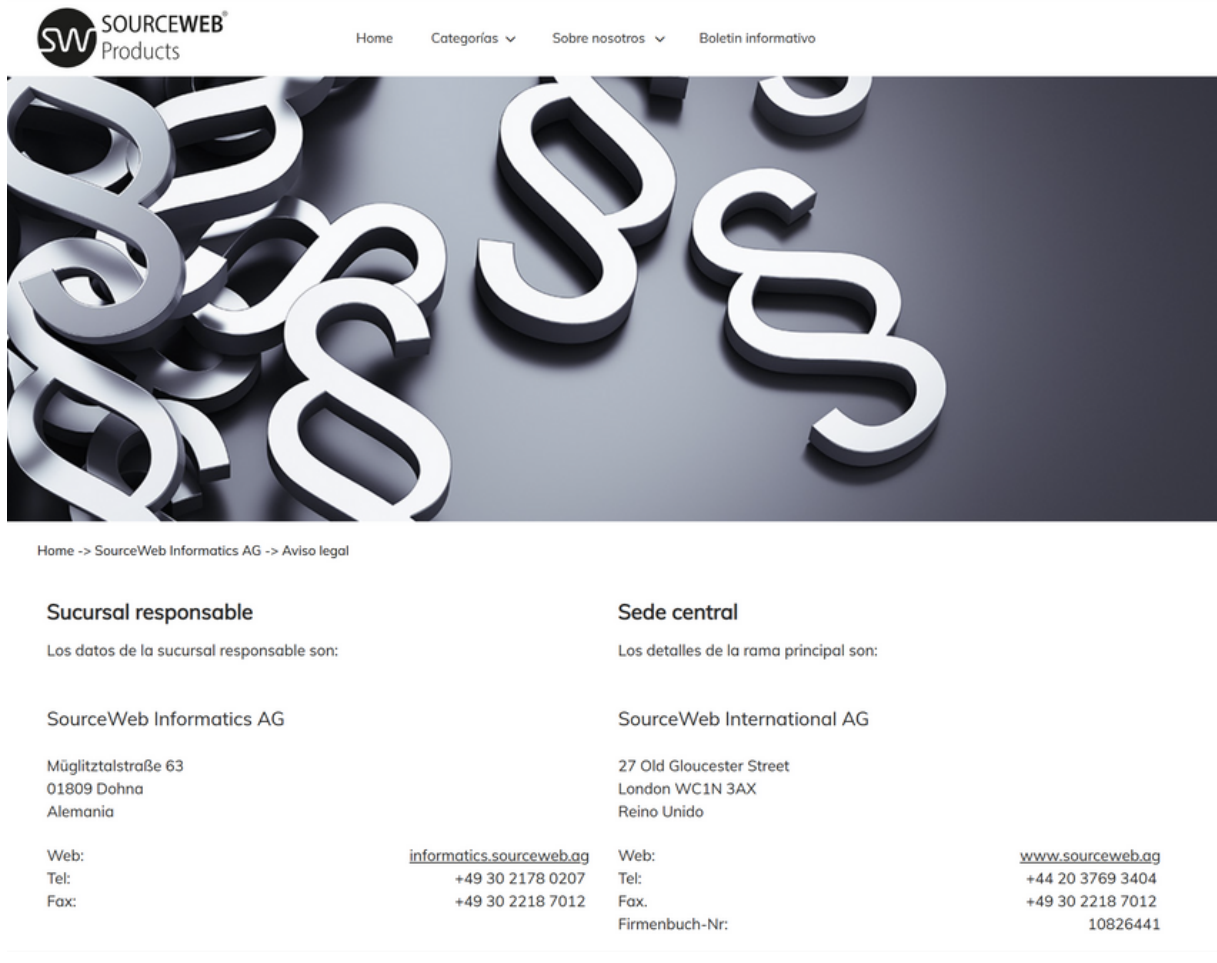 SW SOURCEWEB®
Products
Home Categorías Sobre nosotros Boletin informativo
Home -> SourceWeb Informatics AG -> Aviso legal
Sucursal responsable
Los datos de la sucursal responsable son:
SourceWeb Informatics AG
Müglitztalstraße 63
01809 Dohna
Alemania
Web: informatics.sourceweb.ag
Tel: +49 30 2178 0207
Fax: +49 30 2218 7012
Sede central
Los detalles de la rama principal son:
SourceWeb International AG
27 Old Gloucester Street
London WC1N 3AX
Reino Unido
Web: www.sourceweb.ag
Tel: +44 20 3769 3404
Fax. +49 30 2218 7012
Firmenbuch-Nr: 10826441